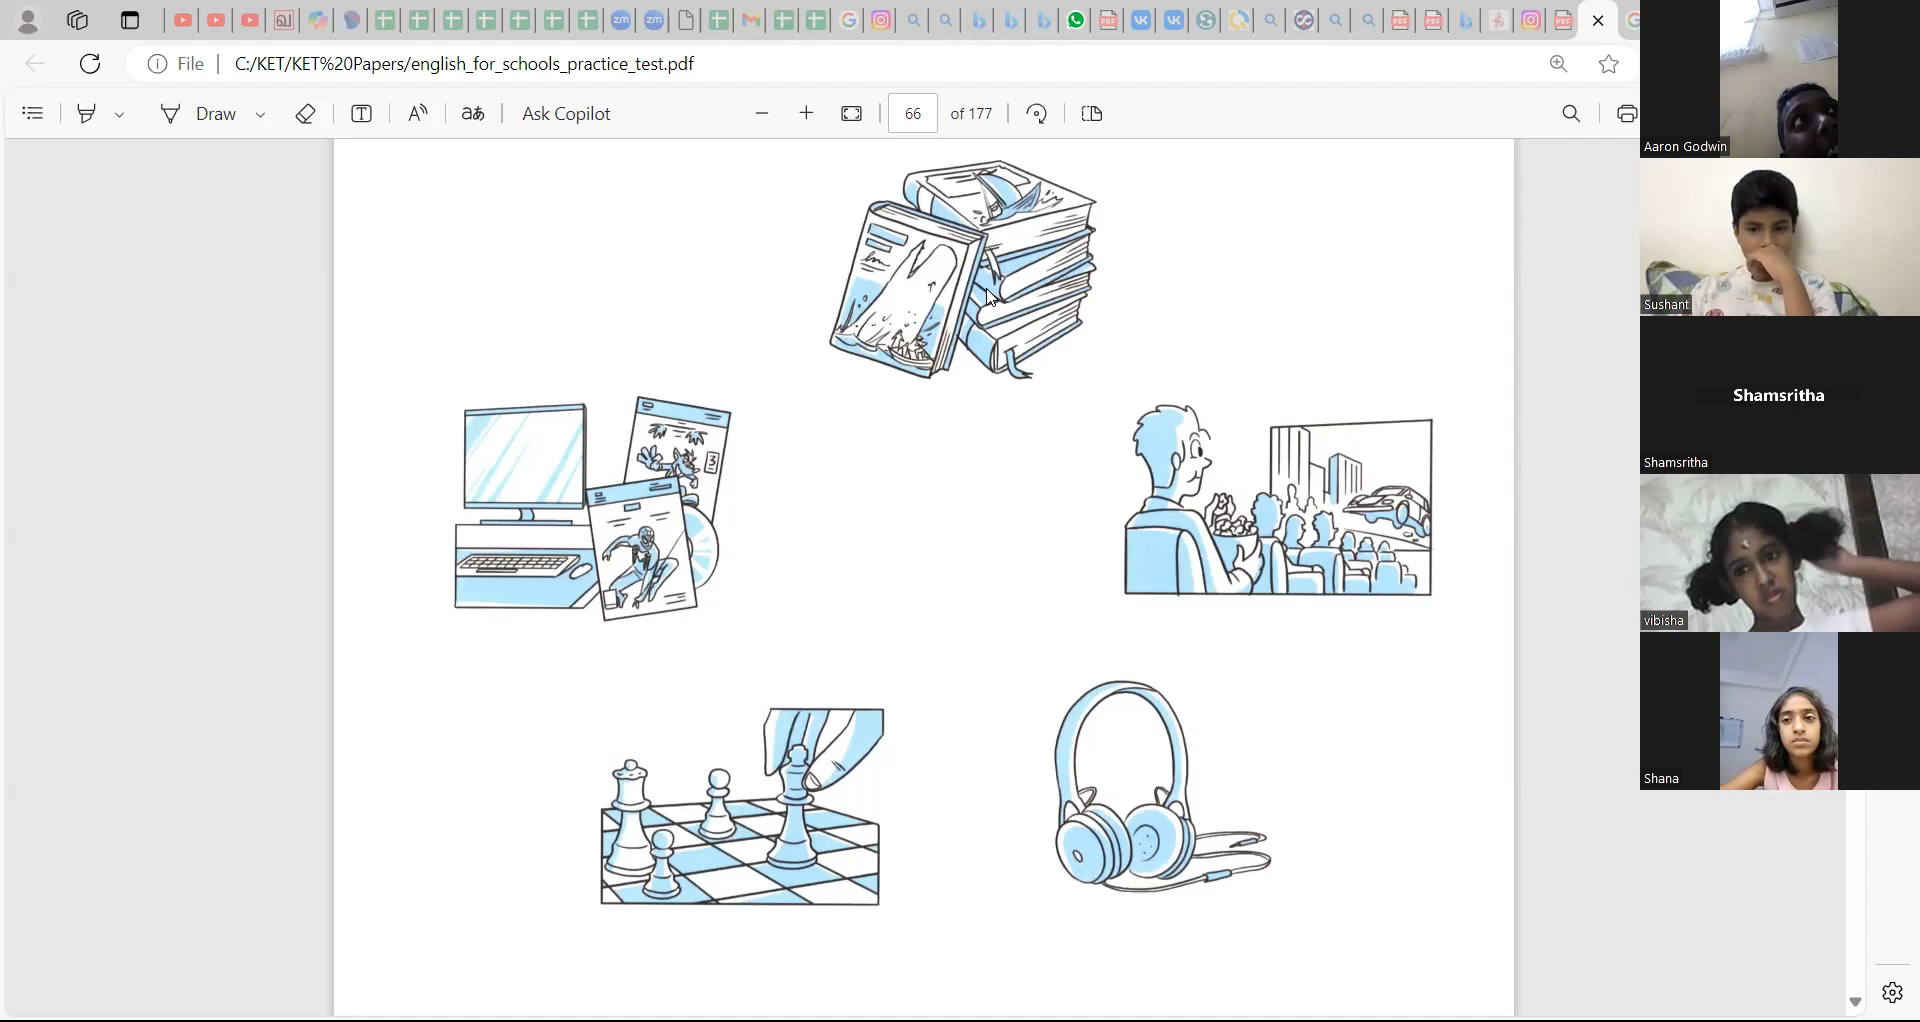 File
C:/KET/KET%20Papers/english_for_schools_practice_test.pdf
Draw
Ask Copilot
66 of 177
3
Aaron Godwin
Sushant
Shamsritha
Shamsritha
vibisha
Shana